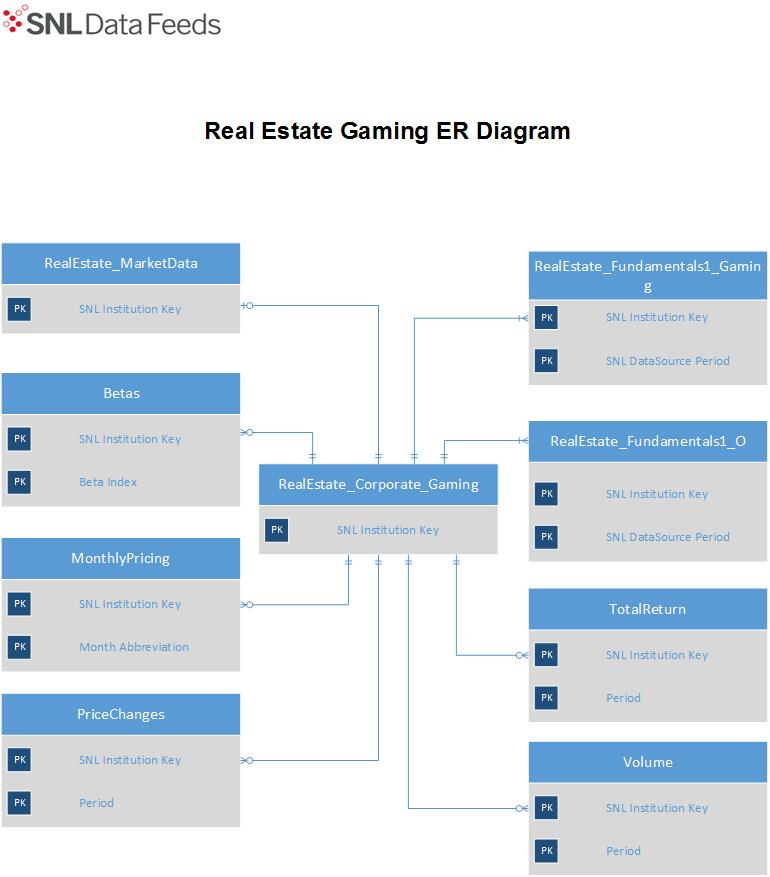 SNL Data Feeds
Real Estate Gaming ER Diagram
RealEstate_MarketData
PK SNL Institution Key
Betas
PK SNL Institution Key
PK Beta Index
MonthlyPricing
PK SNL Institution Key
PK Month Abbreviation
PriceChanges
PK SNL Institution Key
PK Period
RealEstate_Corporate_Gaming
PK SNL Institution Key
RealEstate_Fundamentals1_Gamin
g
PK SNL Institution Key
PK SNL DataSource Period
RealEstate_Fundamentals1_O
PK SNL Institution Key
PK SNL DataSource Period
TotalReturn
PK SNL Institution Key
PK Period
Volume
PK SNL Institution Key
PK Period